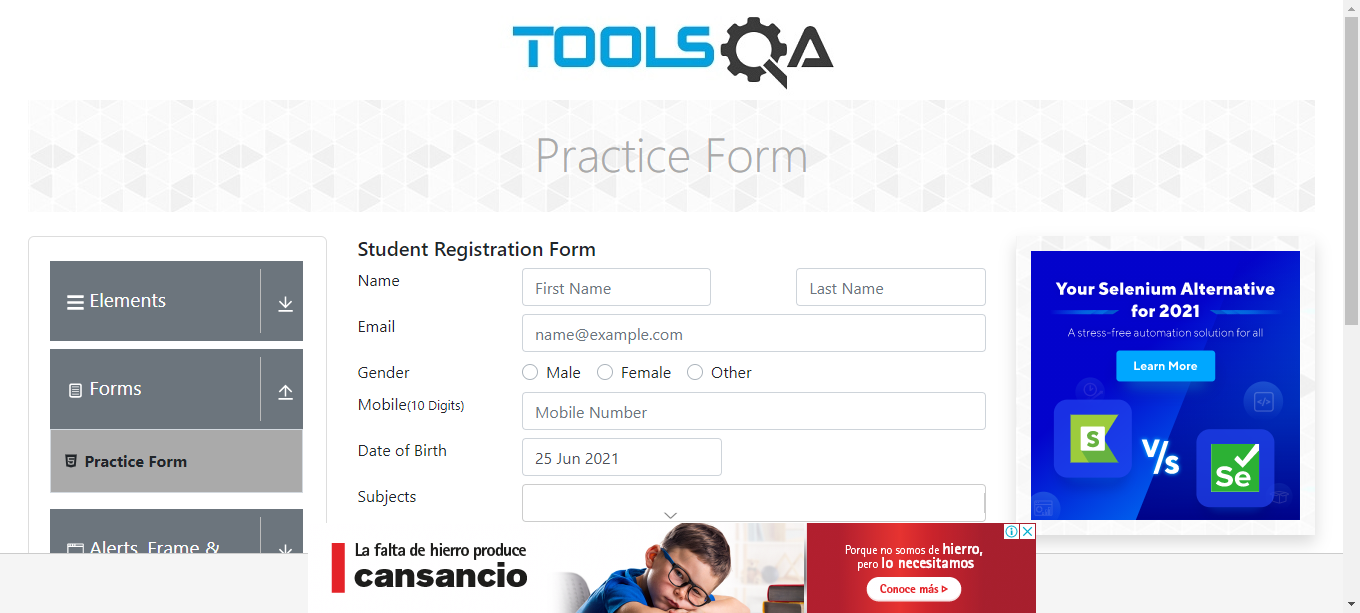 TOOLSQA
Practice Form
Elements
Forms
Practice Form
Alerts, Frame &
Student Registration Form
Name
First Name
Last Name
Email
name@example.com
Gender
Male
Female
Other
Mobile(10 Digits)
Mobile Number
Date of Birth
25 Jun 2021
Subjects
Your Selenium Alternative
for 2021
A stress-free automation solution for all
Learn More
S
V/s
Se
La falta de hierro produce
cansancio
Porque no somos de hierro,
pero lo necesitamos
Conoce más